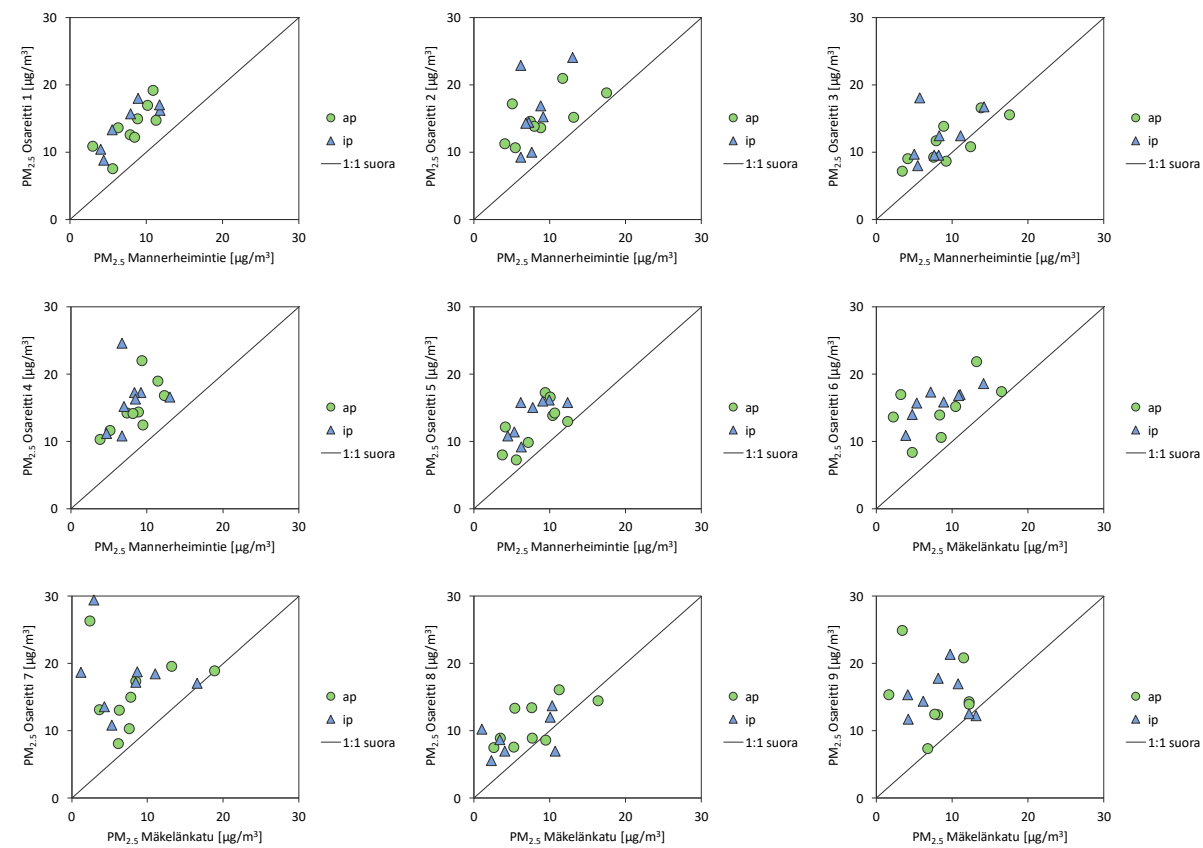 PM2.5 Osareitti 1 [µg/m³]
30
20
10
0
0 10 20 30
PM2.5 Mannerheimintie [µg/m³]
ap
ip
1:1 suora
PM2.5 Osareitti 2 [µg/m³]
30
20
10
0
0 10 20 30
PM2.5 Mannerheimintie [µg/m³]
ap
ip
1:1 suora
PM2.5 Osareitti 3 [µg/m³]
30
20
10
0
0 10 20 30
PM2.5 Mannerheimintie [µg/m³]
ap
ip
1:1 suora
PM2.5 Osareitti 4 [µg/m³]
30
20
10
0
0 10 20 30
PM2.5 Mannerheimintie [µg/m³]
ap
ip
1:1 suora
PM2.5 Osareitti 5 [µg/m³]
30
20
10
0
0 10 20 30
PM2.5 Mannerheimintie [µg/m³]
ap
ip
1:1 suora
PM2.5 Osareitti 6 [µg/m³]
30
20
10
0
0 10 20 30
PM2.5 Mäkelänkatu [µg/m³]
ap
ip
1:1 suora
PM2.5 Osareitti 7 [µg/m³]
30
20
10
0
0 10 20 30
PM2.5 Mäkelänkatu [µg/m³]
ap
ip
1:1 suora
PM2.5 Osareitti 8 [µg/m³]
30
20
10
0
0 10 20 30
PM2.5 Mäkelänkatu [µg/m³]
ap
ip
1:1 suora
PM2.5 Osareitti 9 [µg/m³]
30
20
10
0
0 10 20 30
PM2.5 Mäkelänkatu [µg/m³]
ap
ip
1:1 suora